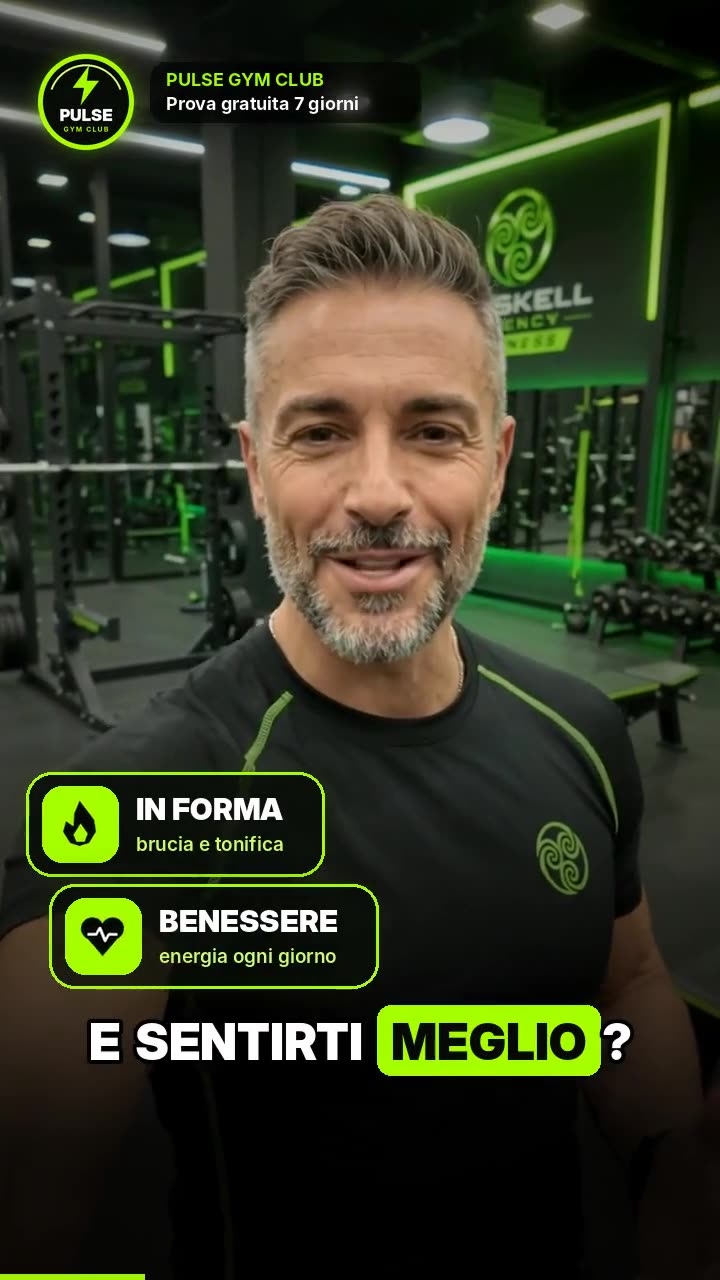 PULSE
GYM CLUB
PULSE GYM CLUB
Prova gratuita 7 giorni
IN FORMA
brucia e tonifica
BENESSERE
energia ogni giorno
E SENTIRTI MEGLIO?